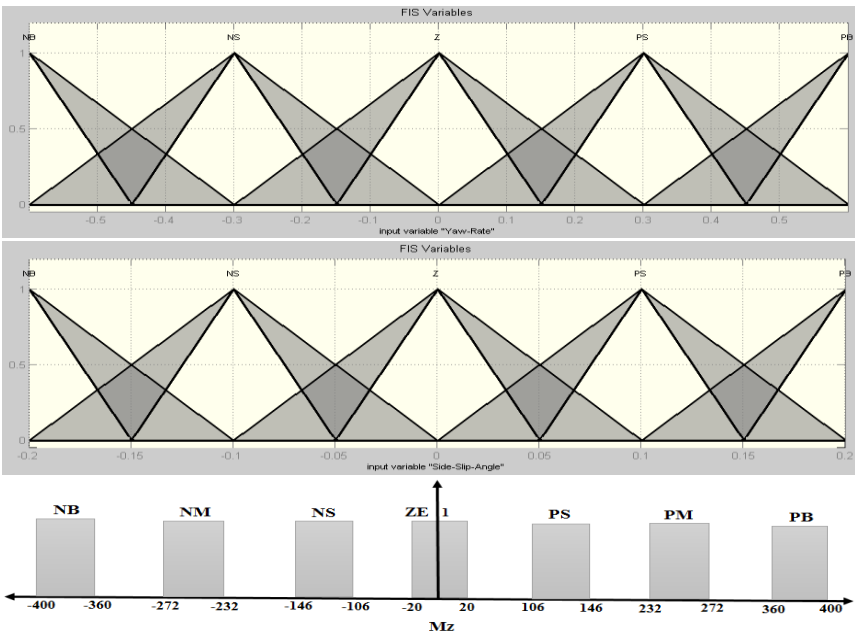 FIS Variables
NB NS Z PS PB
1
0.5
0
-0.5 -0.4 -0.3 -0.2 -0.1 0 0.1 0.2 0.3 0.4 0.5
input variable "Yaw-Rate"
FIS Variables
NB NS Z PS PB
1
0.5
0
-0.2 -0.15 -0.1 -0.05 0 0.05 0.1 0.15 0.2
input variable "Side-Slip-Angle"
NB NM NS ZE 1 PS PM PB
-400 -360 -272 -232 -146 -106 -20 20 106 146 232 272 360 400
Mz